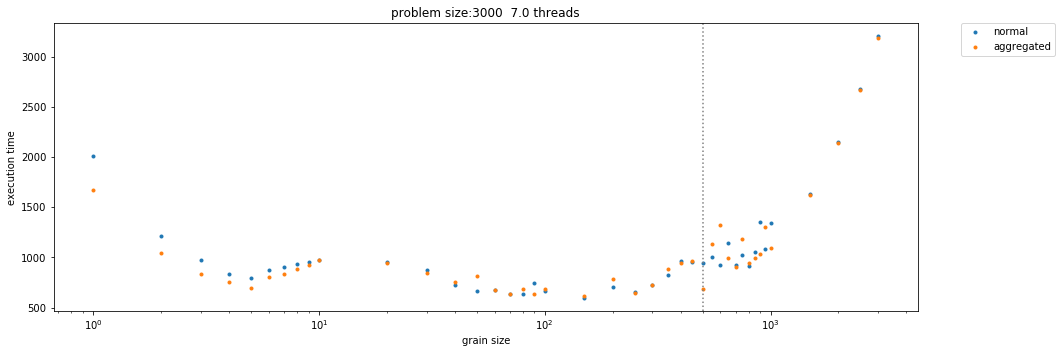 problem size:3000  7.0 threads
normal
aggregated
execution time
3000
2500
2000
1500
1000
500
10⁰
10¹
10²
10³
grain size